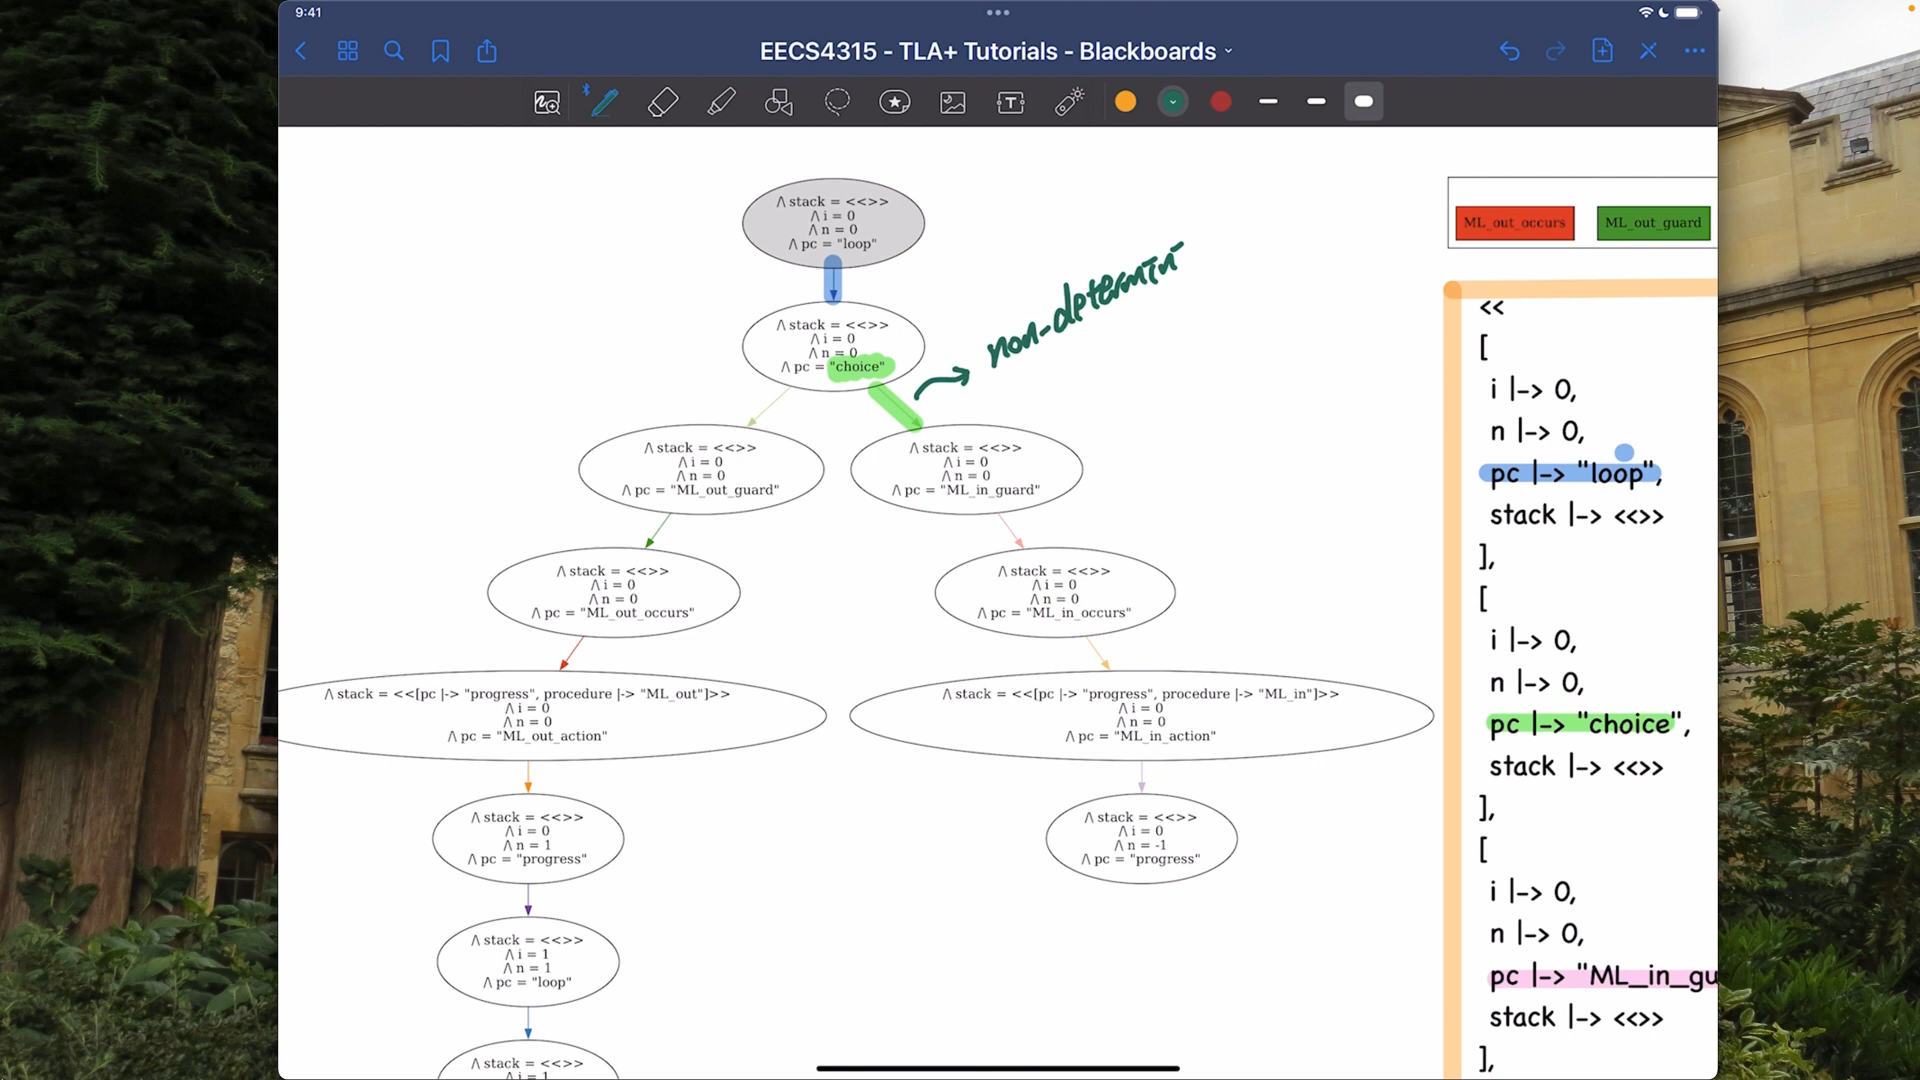 9:41
EECS4315 - TLA+ Tutorials - Blackboards
/\ stack = <<>>
/\ i = 0
/\ n = 0
/\ pc = "loop"
/\ stack = <<>>
/\ i = 0
/\ n = 0
/\ pc = "choice"
non-determin
/\ stack = <<>>
/\ i = 0
/\ n = 0
/\ pc = "ML_out_guard"
/\ stack = <<>>
/\ i = 0
/\ n = 0
/\ pc = "ML_in_guard"
/\ stack = <<>>
/\ i = 0
/\ n = 0
/\ pc = "ML_out_occurs"
/\ stack = <<>>
/\ i = 0
/\ n = 0
/\ pc = "ML_in_occurs"
/\ stack = <<[pc |-> "progress", procedure |-> "ML_out"]>>
/\ i = 0
/\ n = 0
/\ pc = "ML_out_action"
/\ stack = <<[pc |-> "progress", procedure |-> "ML_in"]>>
/\ i = 0
/\ n = 0
/\ pc = "ML_in_action"
/\ stack = <<>>
/\ i = 0
/\ n = 1
/\ pc = "progress"
/\ stack = <<>>
/\ i = 0
/\ n = -1
/\ pc = "progress"
/\ stack = <<>>
/\ i = 1
/\ n = 1
/\ pc = "loop"
/\ stack = <<>>
/\ i = 1
ML_out_occurs
ML_out_guard
<<
[
i |-> 0,
n |-> 0,
pc |-> "loop",
stack |-> <<>>
],
[
i |-> 0,
n |-> 0,
pc |-> "choice",
stack |-> <<>>
],
[
i |-> 0,
n |-> 0,
pc |-> "ML_in_gu
stack |-> <<>>
],